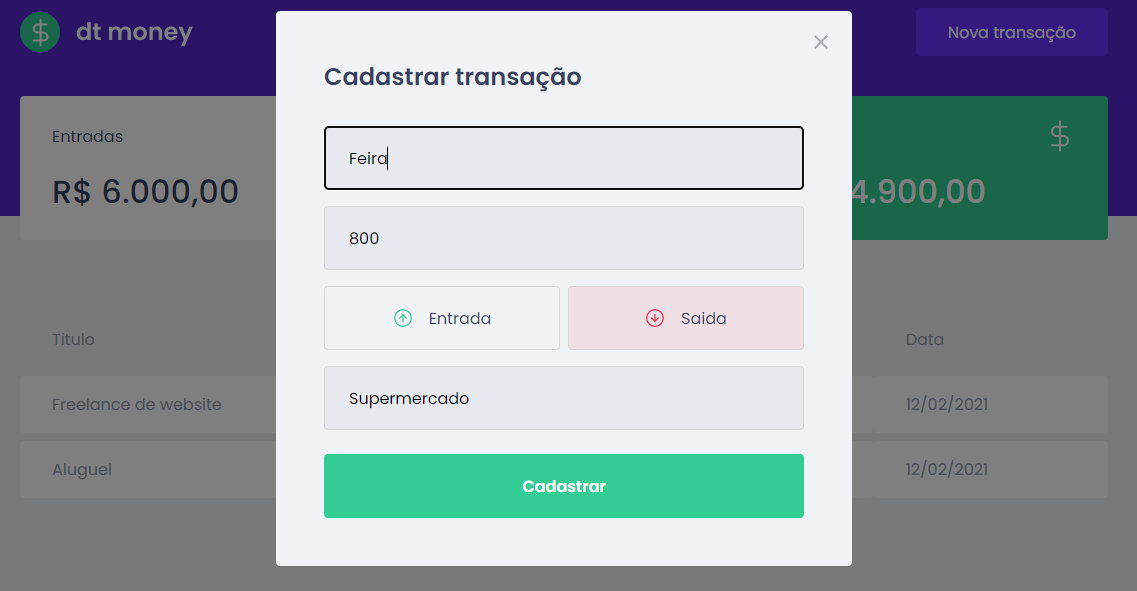 dt money
Nova transação
Entradas
R$ 6.000,00
$
4.900,00
Título
Data
Freelance de website
12/02/2021
Aluguel
12/02/2021
Cadastrar transação
Feira
800
Entrada
Saida
Supermercado
Cadastrar